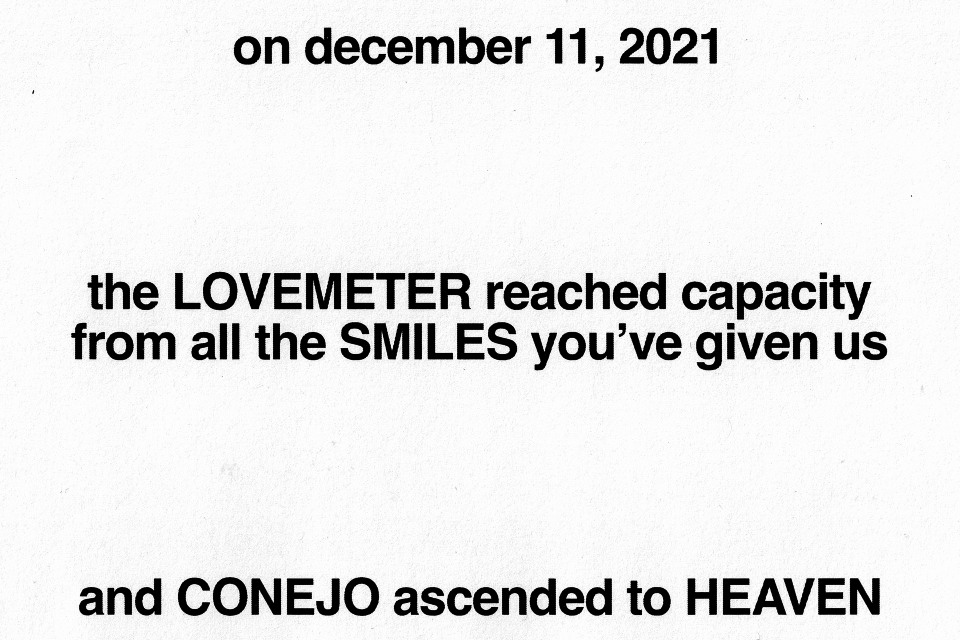 on december 11, 2021
the LOVEMETER reached capacity
from all the SMILES you’ve given us
and CONEJO ascended to HEAVEN